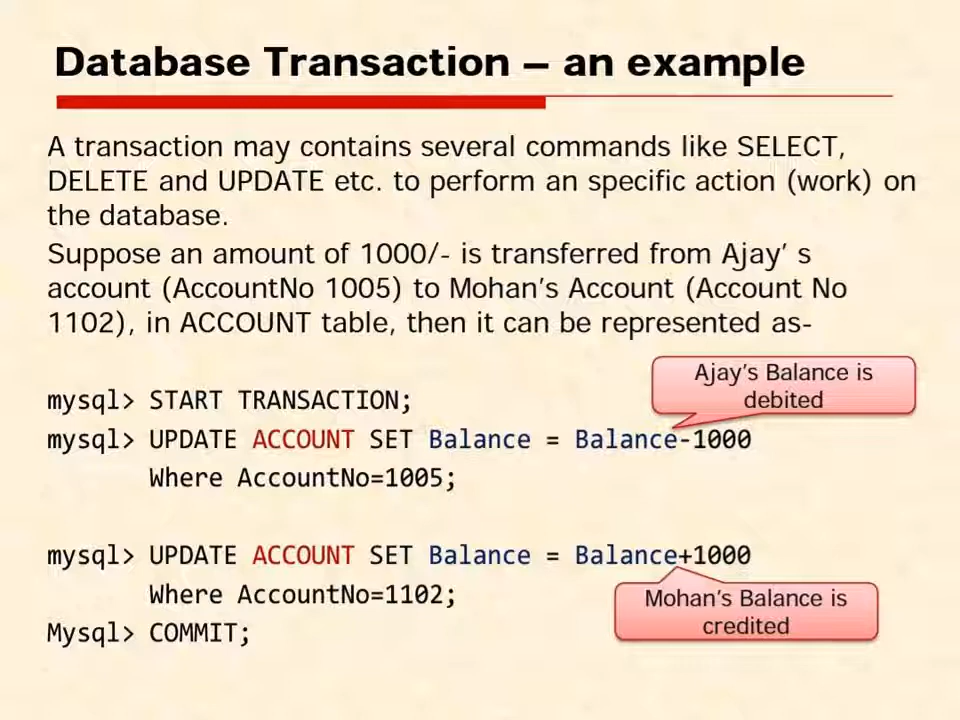 Database Transaction – an example
A transaction may contains several commands like SELECT,
DELETE and UPDATE etc. to perform an specific action (work) on
the database.
Suppose an amount of 1000/- is transferred from Ajay’ s
account (AccountNo 1005) to Mohan’s Account (Account No
1102), in ACCOUNT table, then it can be represented as-
Ajay’s Balance is
debited
mysql> START TRANSACTION;
mysql> UPDATE ACCOUNT SET Balance = Balance-1000
Where AccountNo=1005;
mysql> UPDATE ACCOUNT SET Balance = Balance+1000
Where AccountNo=1102;
Mohan’s Balance is
credited
Mysql> COMMIT;